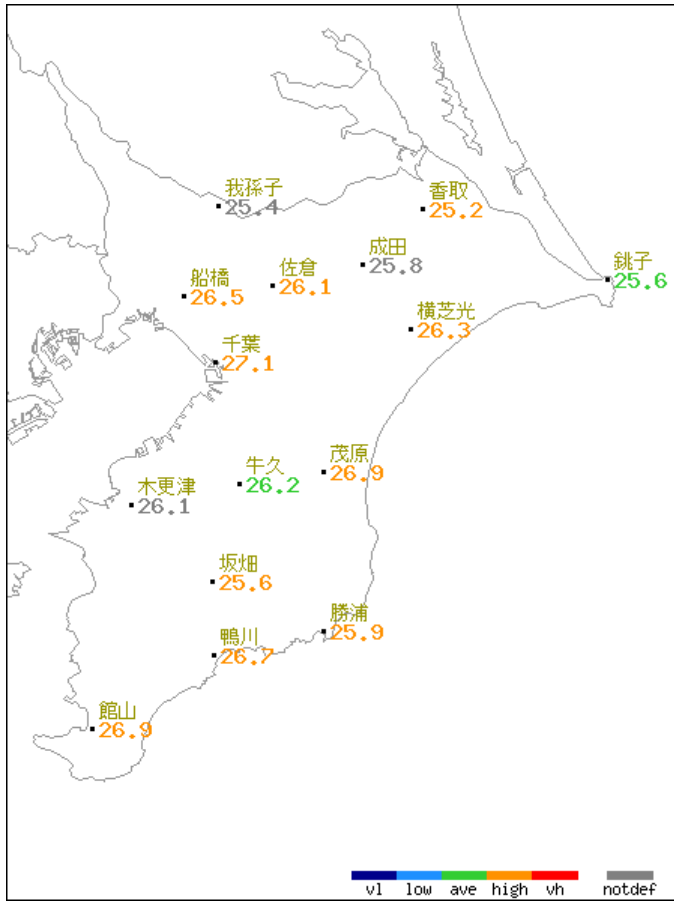 我孫子
25.4
香取
25.2
成田
25.8
銚子
25.6
船橋
26.5
佐倉
26.1
横芝光
26.3
千葉
27.1
茂原
26.9
牛久
26.2
木更津
26.1
坂畑
25.6
勝浦
25.9
鴨川
26.7
館山
26.9
vl low ave high vh notdef